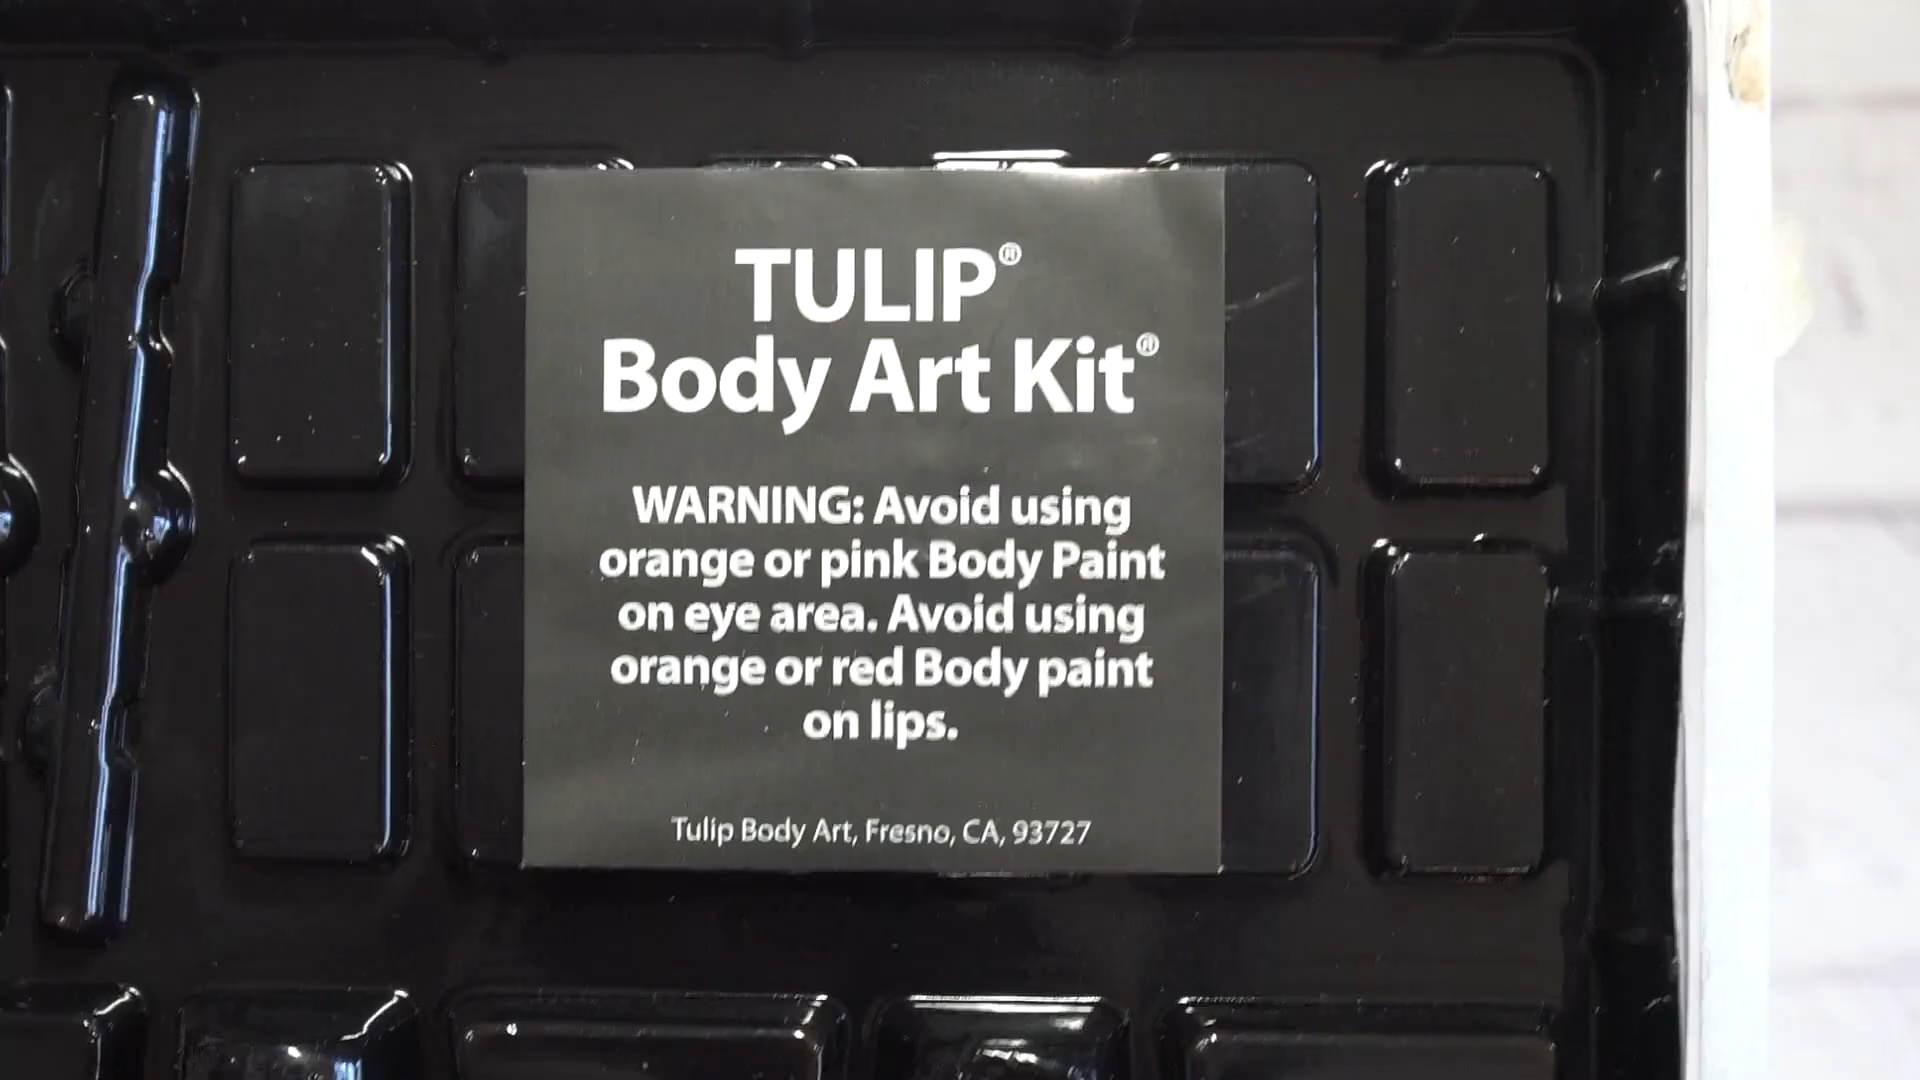 TULIP®
Body Art Kit®
WARNING: Avoid using
orange or pink Body Paint
on eye area. Avoid using
orange or red Body paint
on lips.
Tulip Body Art, Fresno, CA, 93727